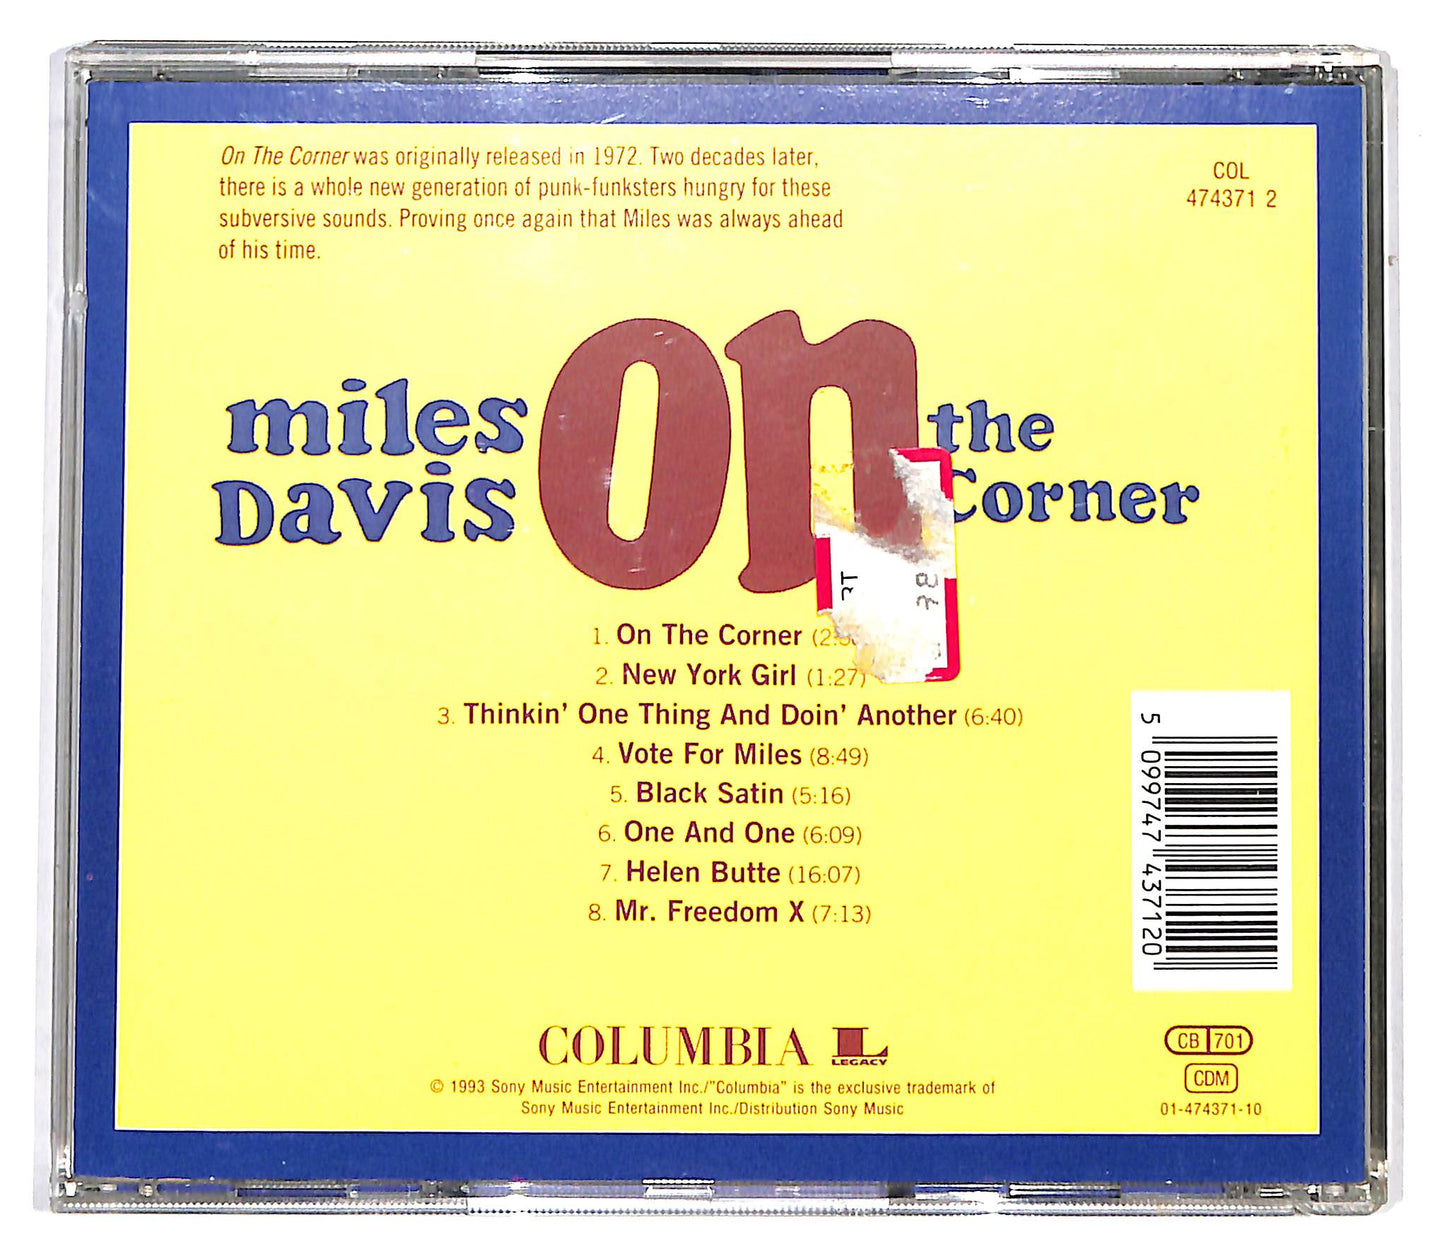 On The Corner was originally released in 1972. Two decades later,
there is a whole new generation of punk-funksters hungry for these
subversive sounds. Proving once again that Miles was always ahead
of his time.
COL
474371 2
miles
Davis
on
the
Corner
1. On The Corner
2. New York Girl (1:27)
3. Thinkin' One Thing And Doin' Another (6:40)
4. Vote For Miles (8:49)
5. Black Satin (5:16)
6. One And One (6:09)
7. Helen Butte (16:07)
8. Mr. Freedom X (7:13)
5 099747 437120
COLUMBIA
L
LEGACY
© 1993 Sony Music Entertainment Inc./"Columbia" is the exclusive trademark of
Sony Music Entertainment Inc./Distribution Sony Music
CB 701
CDM
01-474371-10